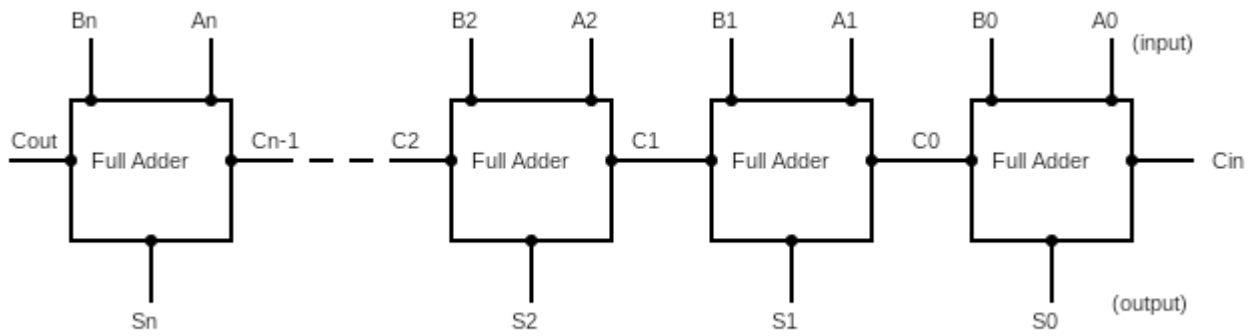 Bn An B2 A2 B1 A1 B0 A0
(input)
Cout Full Adder Cn-1 C2 Full Adder C1 Full Adder C0 Full Adder Cin
(output)
Sn S2 S1 S0